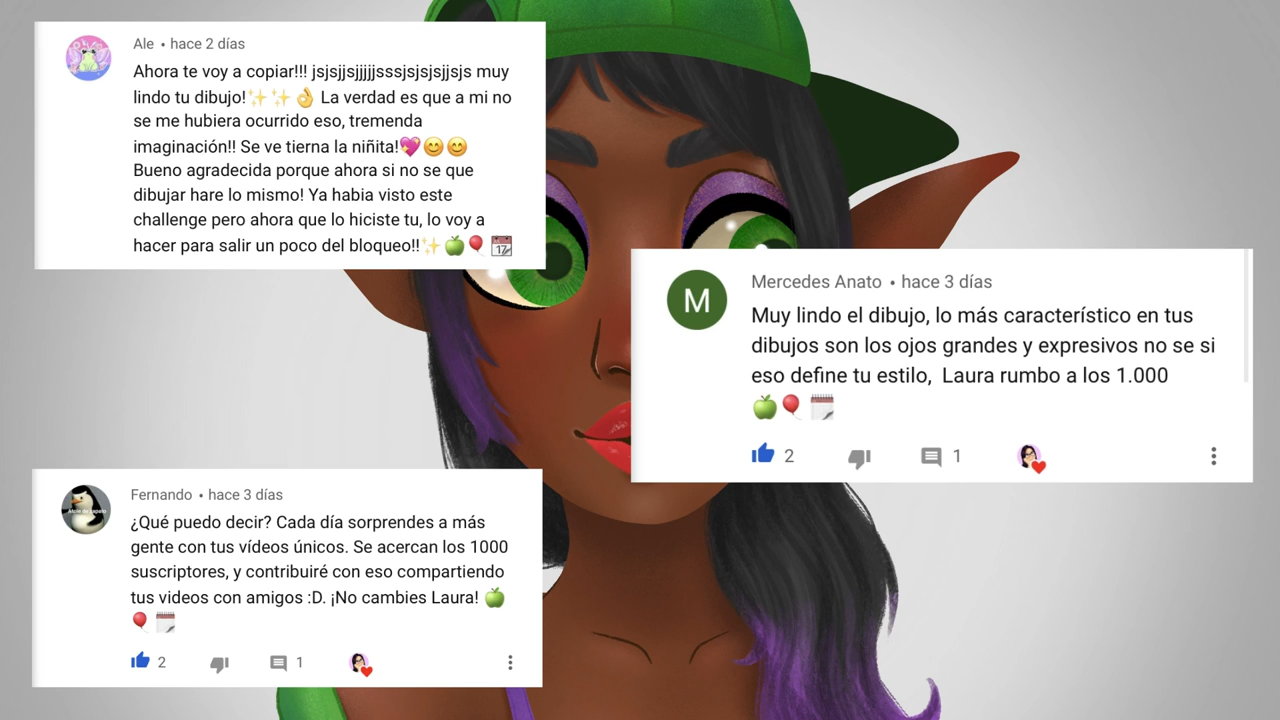 Ale • hace 2 días
Ahora te voy a copiar!!! jsjsjjsjjjjjsssjsjsjsjjsjs muy
lindo tu dibujo!✨✨👌 La verdad es que a mi no
se me hubiera ocurrido eso, tremenda
imaginación!! Se ve tierna la niñita!💖😊😊
Bueno agradecida porque ahora si no se que
dibujar hare lo mismo! Ya habia visto este
challenge pero ahora que lo hiciste tu, lo voy a
hacer para salir un poco del bloqueo!!✨🍏🎈📆
M
Mercedes Anato • hace 3 días
Muy lindo el dibujo, lo más característico en tus
dibujos son los ojos grandes y expresivos no se si
eso define tu estilo, Laura rumbo a los 1.000
🍏🎈🗓
2 1
Fernando • hace 3 días
¿Qué puedo decir? Cada día sorprendes a más
gente con tus vídeos únicos. Se acercan los 1000
suscriptores, y contribuiré con eso compartiendo
tus videos con amigos :D. ¡No cambies Laura! 🍏
🎈🗓
2 1